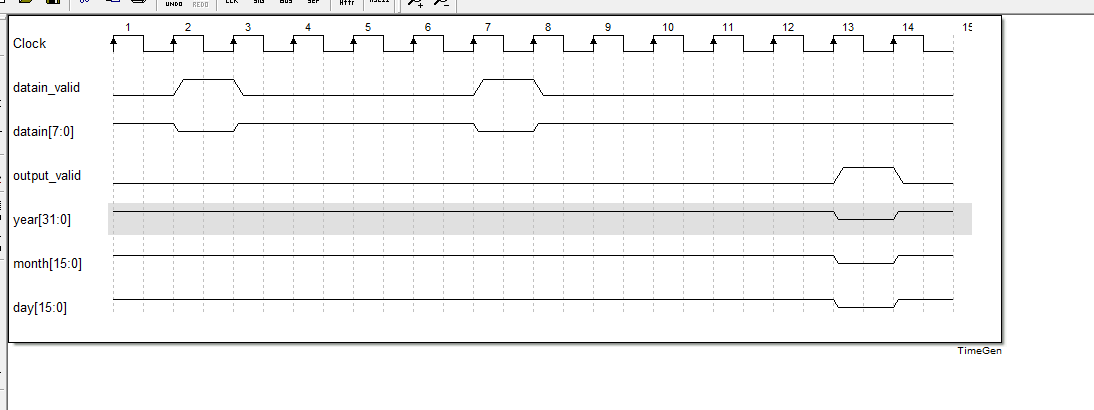 UNDO REDO CLK SIG BUS SEP Attr ASCII
1 2 3 4 5 6 7 8 9 10 11 12 13 14 15
Clock
datain_valid
datain[7:0]
output_valid
year[31:0]
month[15:0]
day[15:0]
TimeGen